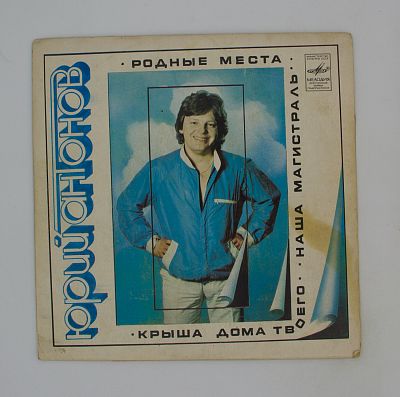 ЮРИЙ АНТОНОВ
· РОДНЫЕ МЕСТА ·
· НАША МАГИСТРАЛЬ ·
· КРЫША ДОМА ТВОЕГО ·
МЕЛОДИЯ